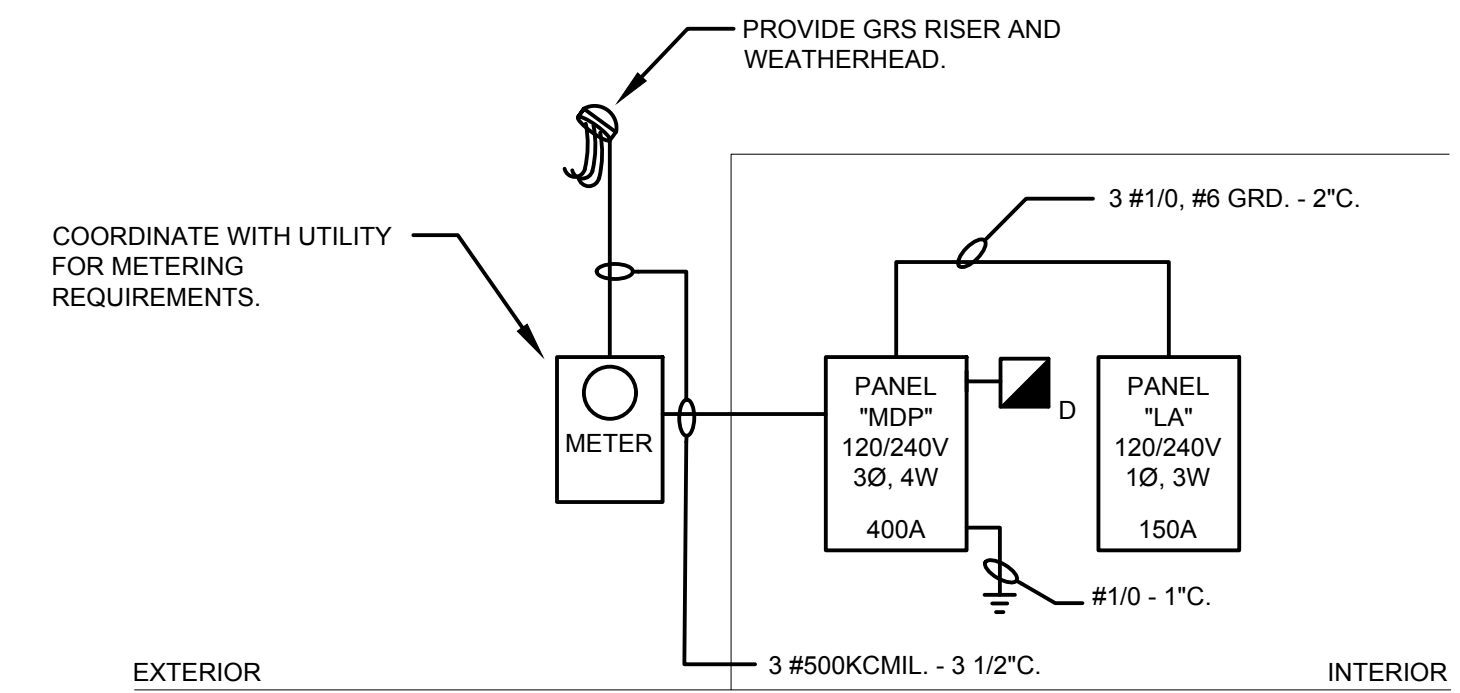 PROVIDE GRS RISER AND
WEATHERHEAD.
3 #1/0, #6 GRD. - 2"C.
COORDINATE WITH UTILITY
FOR METERING
REQUIREMENTS.
METER
PANEL
"MDP"
120/240V
3Ø, 4W
400A
D
PANEL
"LA"
120/240V
1Ø, 3W
150A
#1/0 - 1"C.
3 #500KCMIL. - 3 1/2"C.
EXTERIOR
INTERIOR